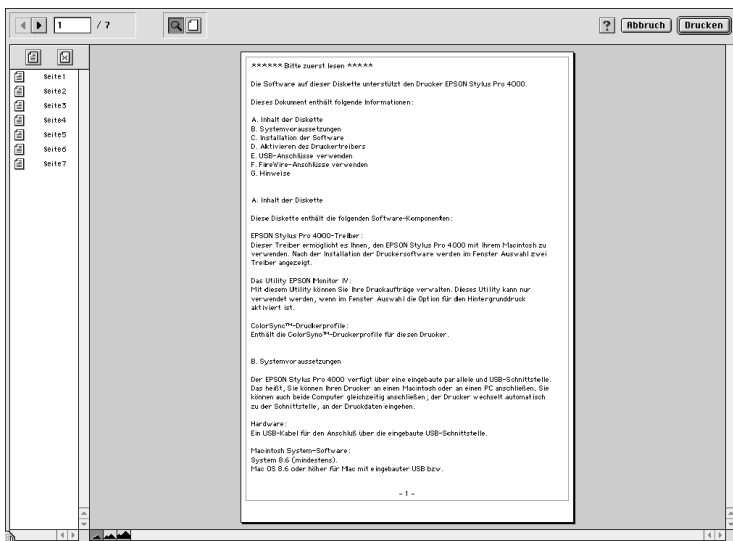 1 / 7
? Abbruch Drucken
Seite1
Seite2
Seite3
Seite4
Seite5
Seite6
Seite7
****** Bitte zuerst lesen *****
Die Software auf dieser Diskette unterstützt den Drucker EPSON Stylus Pro 4000.
Dieses Dokument enthält folgende Informationen:
A. Inhalt der Diskette
B. Systemvoraussetzungen
C. Installation der Software
D. Aktivieren des Druckertreibers
E. USB-Anschlüsse verwenden
F. FireWire-Anschlüsse verwenden
G. Hinweise
A. Inhalt der Diskette
Diese Diskette enthält die folgenden Software-Komponenten:
EPSON Stylus Pro 4000-Treiber:
Dieser Treiber ermöglicht es Ihnen, den EPSON Stylus Pro 4000 mit Ihrem Macintosh zu
verwenden. Nach der Installation der Druckersoftware werden im Fenster Auswahl zwei
Treiber angezeigt.
Das Utility EPSON Monitor IV:
Mit diesem Utility können Sie Ihre Druckaufträge verwalten. Dieses Utility kann nur
verwendet werden, wenn im Fenster Auswahl die Option für den Hintergrunddruck
aktiviert ist.
ColorSync™-Druckerprofile:
Enthält die ColorSync™-Druckerprofile für diesen Drucker.
B. Systemvoraussetzungen
Der EPSON Stylus Pro 4000 verfügt über eine eingebaute parallele und USB-Schnittstelle.
Das heißt, Sie können Ihren Drucker an einen Macintosh oder an einen PC anschließen. Sie
können auch beide Computer gleichzeitig anschließen; der Drucker wechselt automatisch
zu der Schnittstelle, an der Druckdaten eingehen.
Hardware:
Ein USB-Kabel für den Anschluß über die eingebaute USB-Schnittstelle.
Macintosh System-Software:
System 8.6 (mindestens).
Mac OS 8.6 oder höher für Mac mit eingebauter USB bzw.
- 1 -